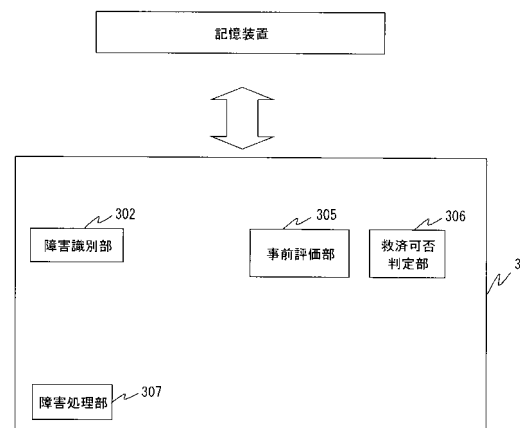 記憶装置
302
障害識別部
305
事前評価部
306
救済可否
判定部
3
307
障害処理部